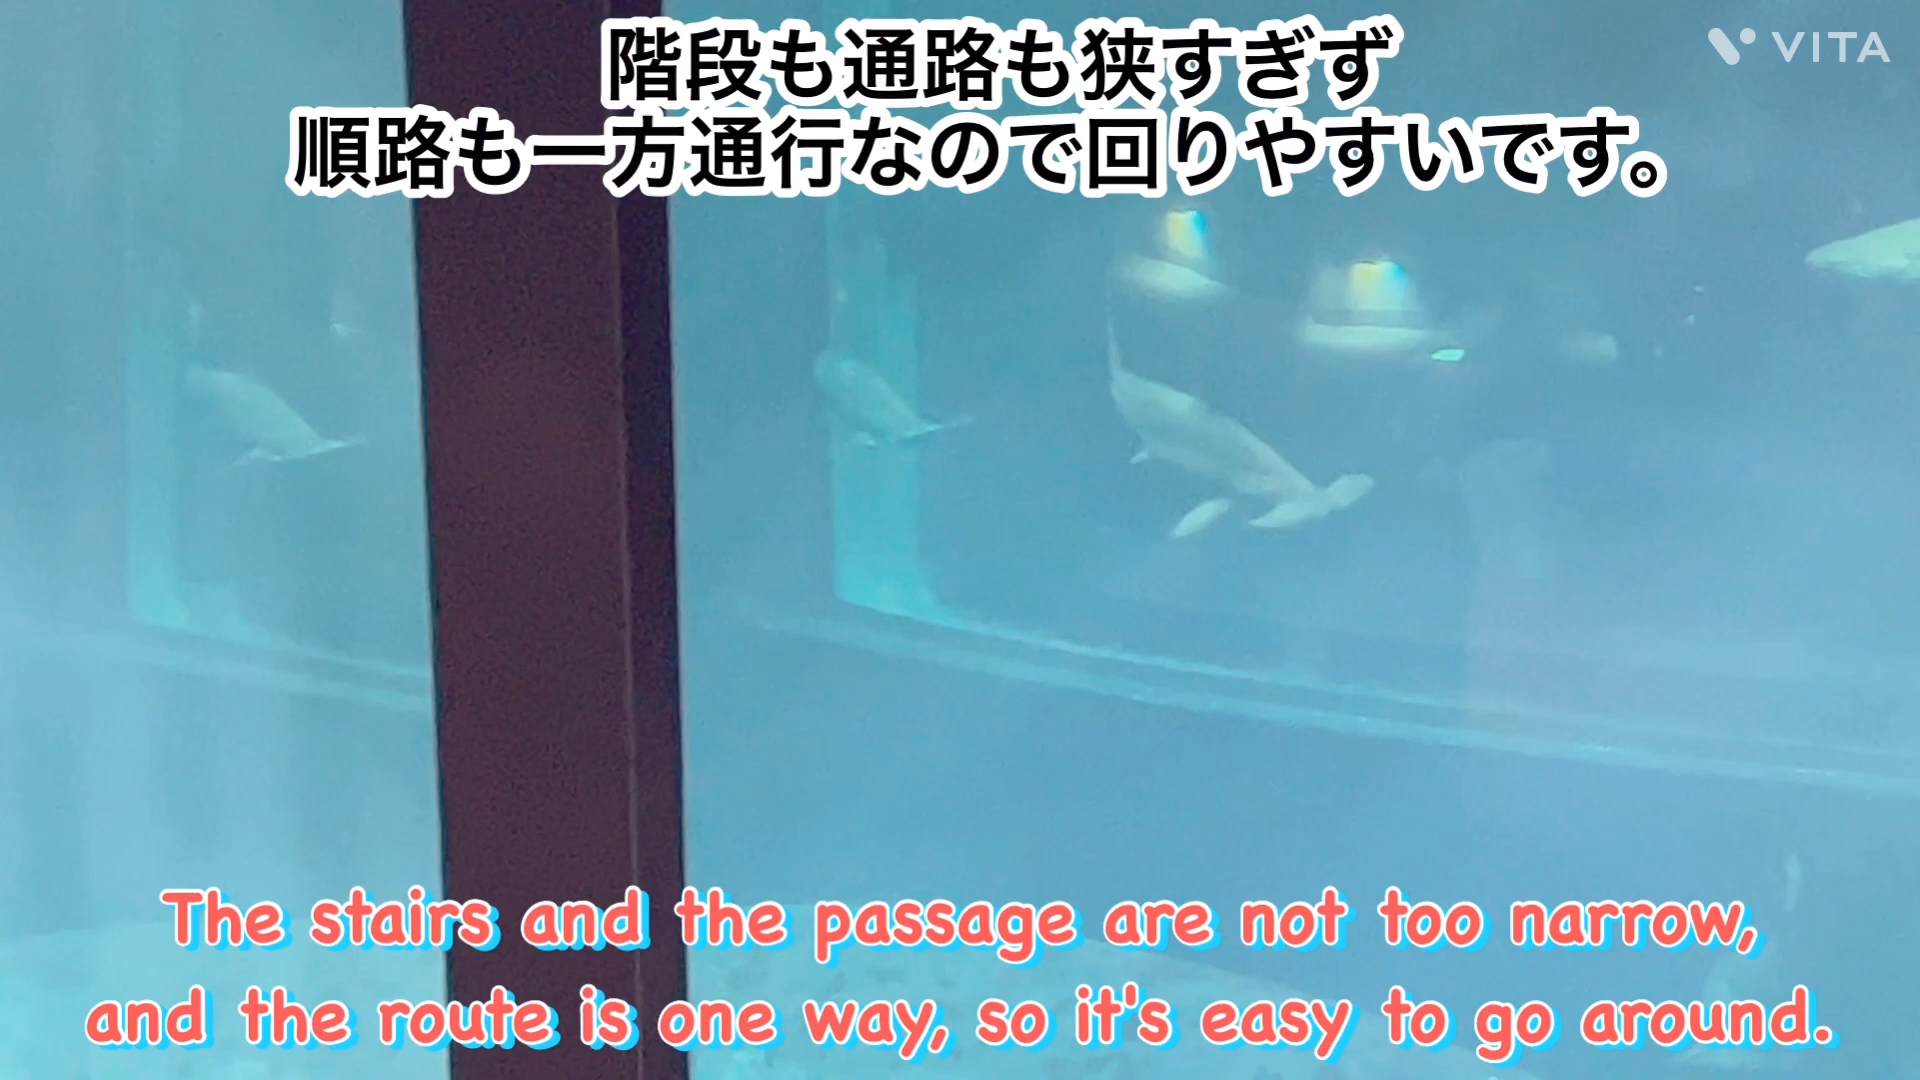 VITA
階段も通路も狭すぎず
順路も一方通行なので回りやすいです。
The stairs and the passage are not too narrow,
and the route is one way, so it's easy to go around.